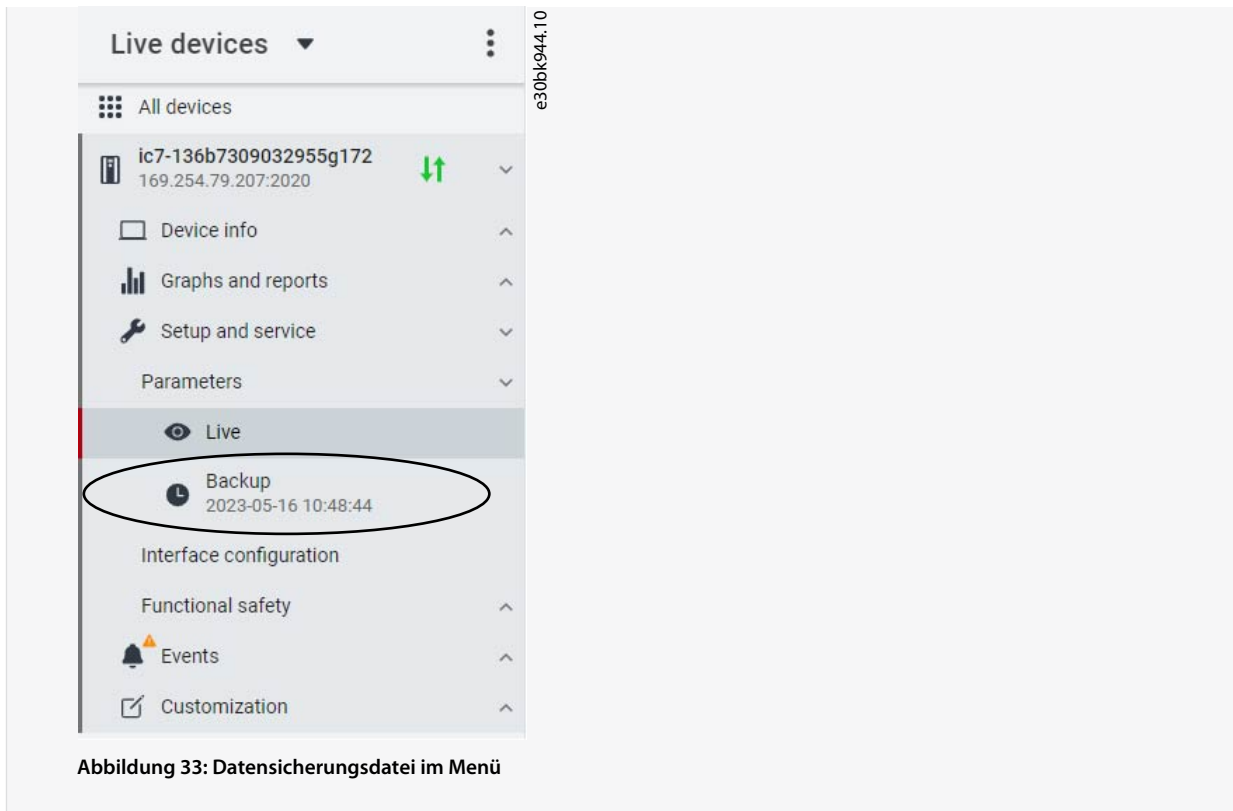 Live devices
e30bk944.10
All devices
ic7-136b7309032955g172
169.254.79.207:2020
Device info
Graphs and reports
Setup and service
Parameters
Live
Backup
2023-05-16 10:48:44
Interface configuration
Functional safety
Events
Customization
Abbildung 33: Datensicherungsdatei im Menü